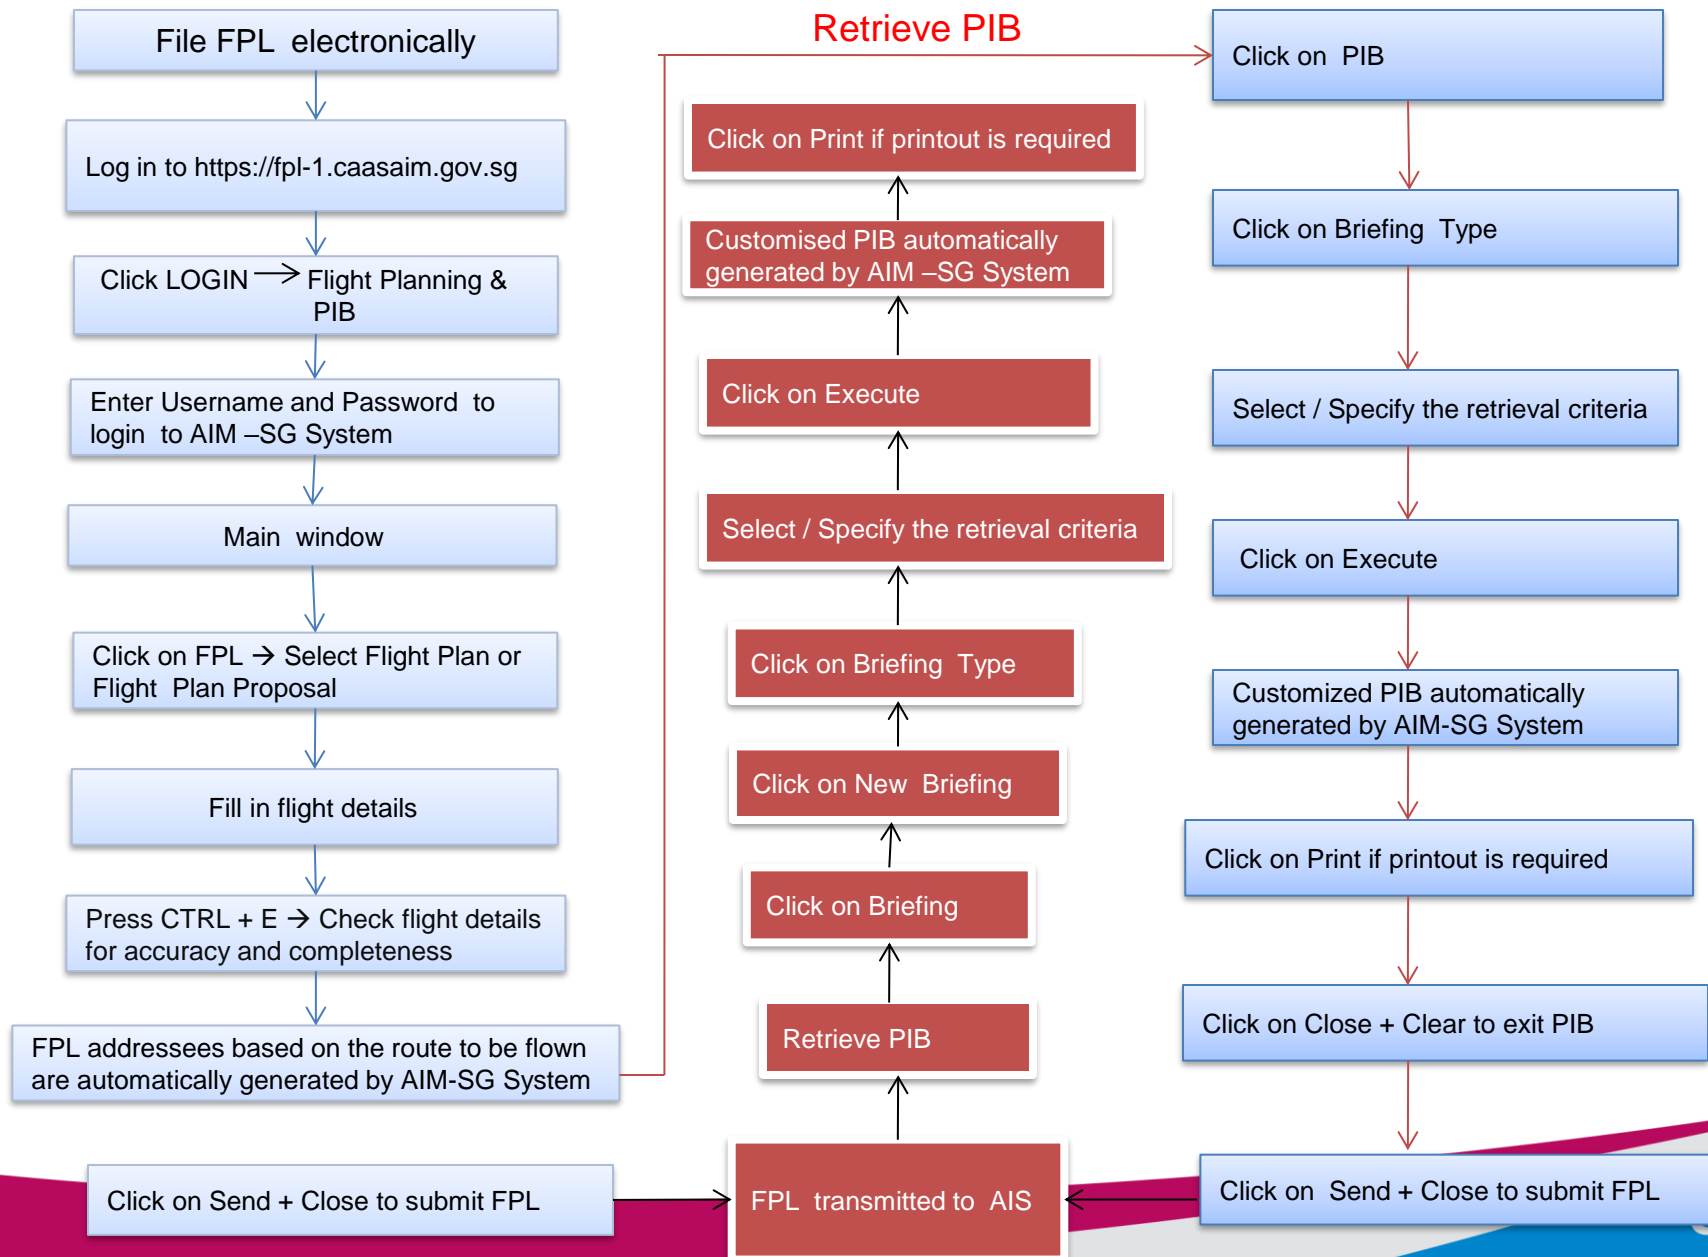 File FPL electronically
Log in to https://fpl-1.caasaim.gov.sg
Click LOGIN → Flight Planning &
PIB
Enter Username and Password to
login to AIM –SG System
Main window
Click on FPL → Select Flight Plan or
Flight Plan Proposal
Fill in flight details
Press CTRL + E → Check flight details
for accuracy and completeness
FPL addressees based on the route to be flown
are automatically generated by AIM-SG System
Click on Send + Close to submit FPL
Retrieve PIB
Click on Print if printout is required
Customised PIB automatically
generated by AIM –SG System
Click on Execute
Select / Specify the retrieval criteria
Click on Briefing Type
Click on New Briefing
Click on Briefing
Retrieve PIB
FPL transmitted to AIS
Click on PIB
Click on Briefing Type
Select / Specify the retrieval criteria
Click on Execute
Customized PIB automatically
generated by AIM-SG System
Click on Print if printout is required
Click on Close + Clear to exit PIB
Click on Send + Close to submit FPL